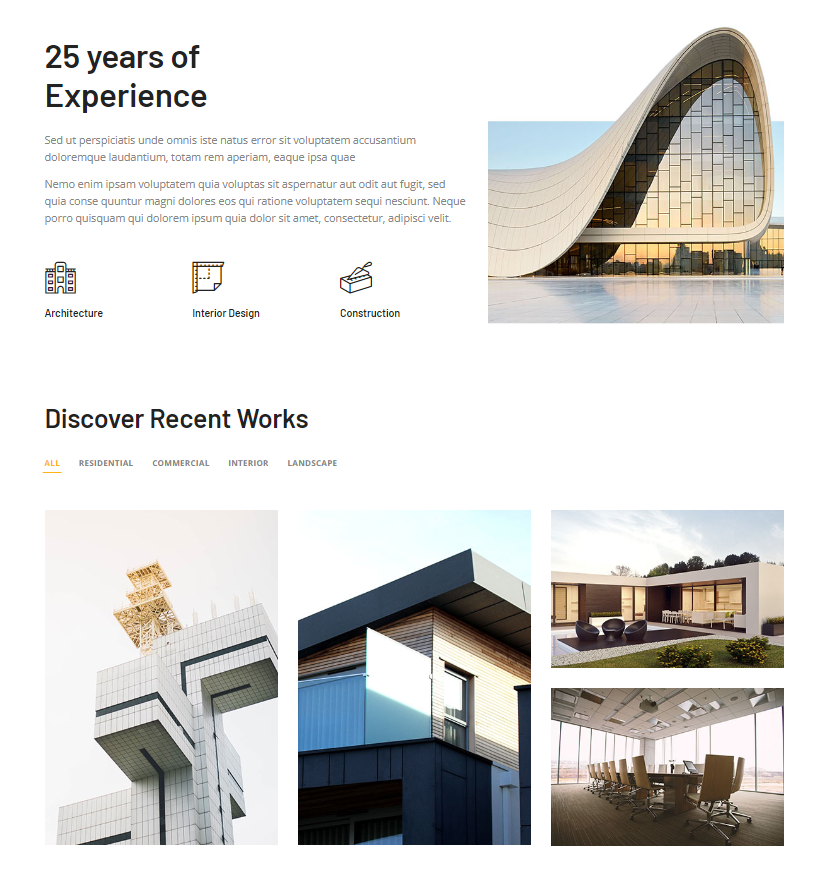 25 years of
Experience
Sed ut perspiciatis unde omnis iste natus error sit voluptatem accusantium
doloremque laudantium, totam rem aperiam, eaque ipsa quae
Nemo enim ipsam voluptatem quia voluptas sit aspernatur aut odit aut fugit, sed
quia conse quuntur magni dolores eos qui ratione voluptatem sequi nesciunt. Neque
porro quisquam qui dolorem ipsum quia dolor sit amet, consectetur, adipisci velit.
Architecture
Interior Design
Construction
Discover Recent Works
ALL
RESIDENTIAL
COMMERCIAL
INTERIOR
LANDSCAPE